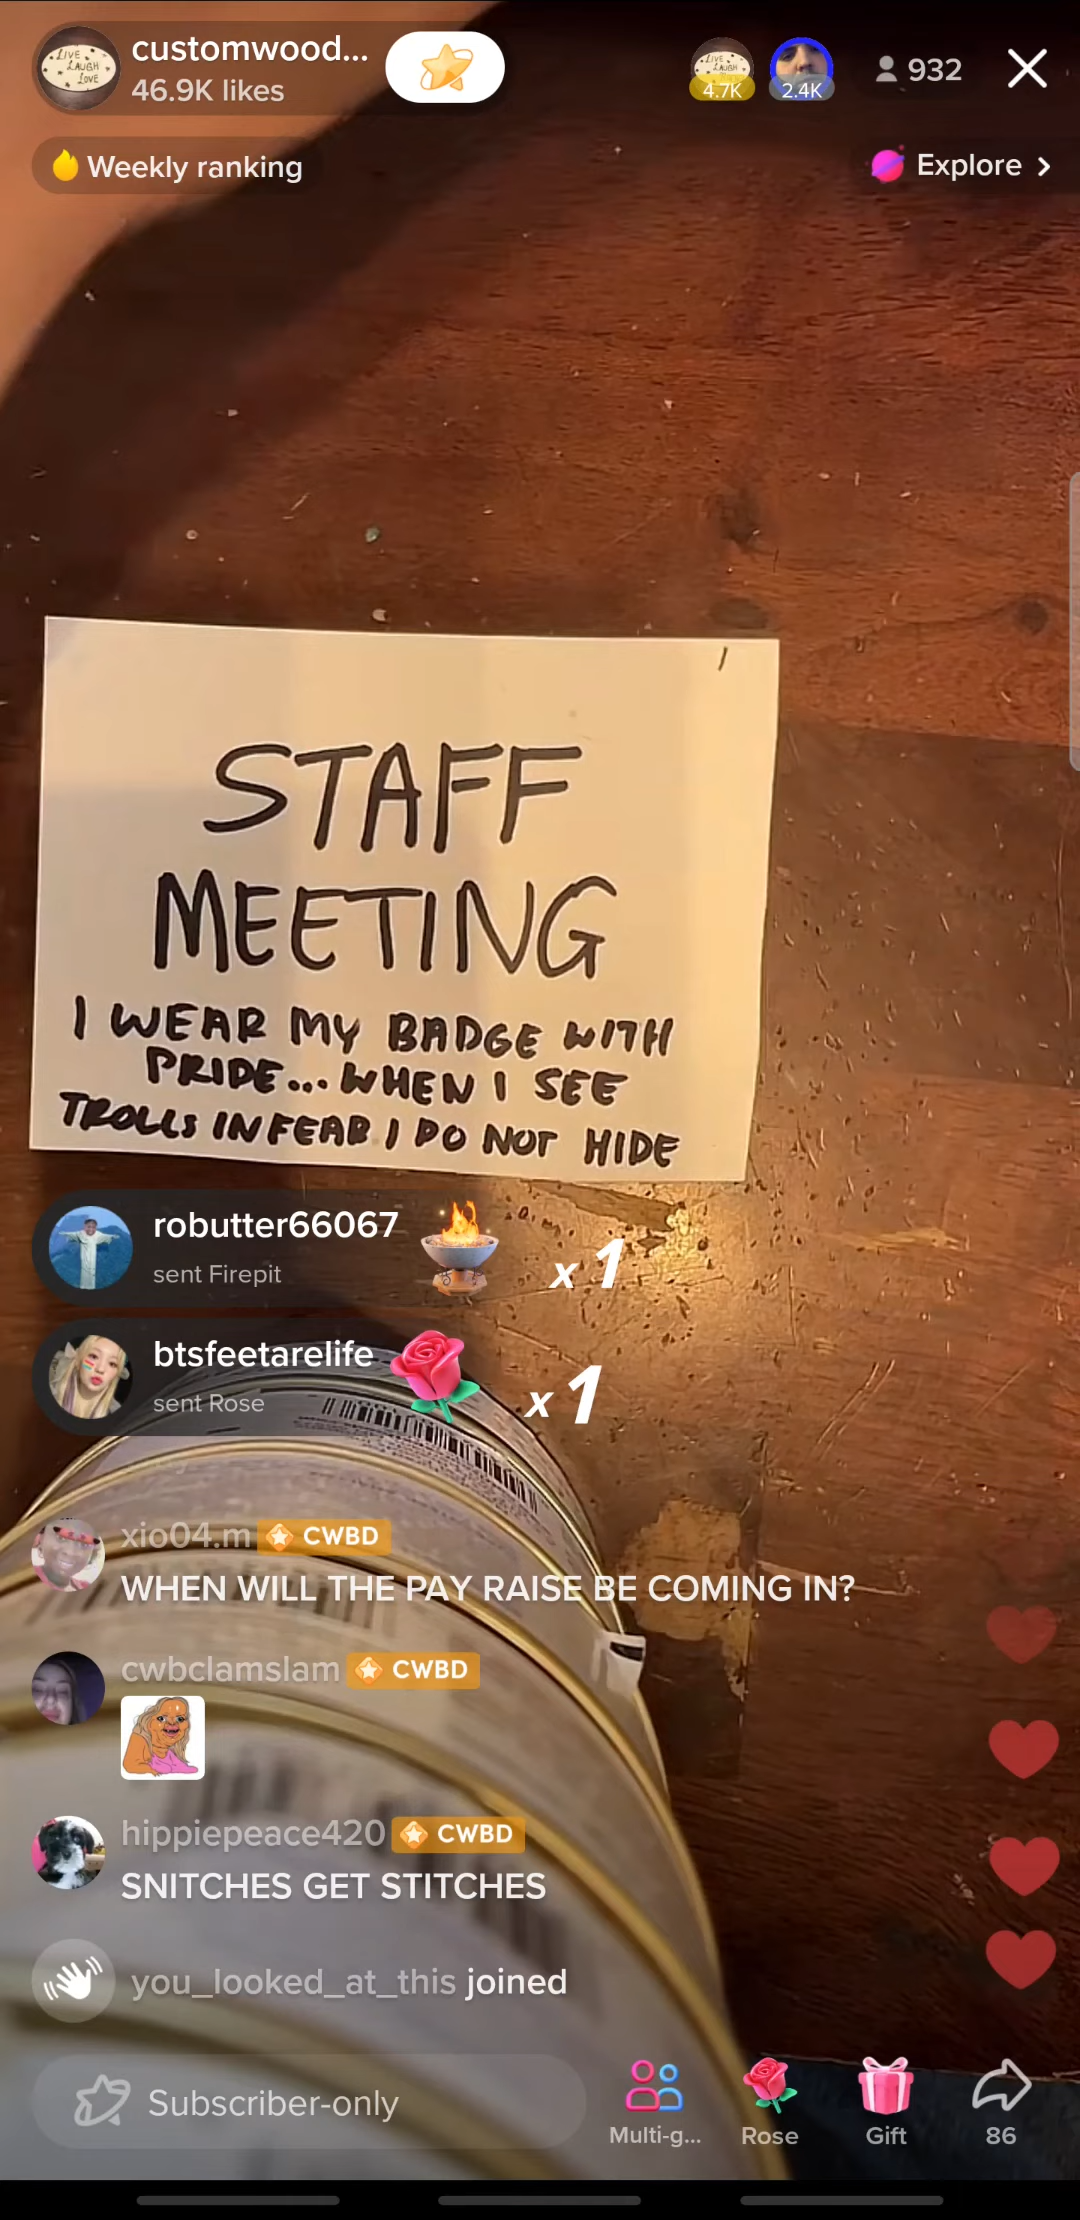 customwood...
46.9K likes
4.7K
2.4K
932
Weekly ranking
Explore >
LIVE
LAUGH
LOVE
STAFF
MEETING
I WEAR MY BADGE WITH
PRIDE... WHEN I SEE
TROLLS IN FEAR I DO NOT HIDE
robutter66067
sent Firepit
x 1
btsfeetarelife
sent Rose
x 1
xio04.m CWBD
WHEN WILL THE PAY RAISE BE COMING IN?
cwbclamslam CWBD
hippiepeace420 CWBD
SNITCHES GET STITCHES
you_looked_at_this joined
Subscriber-only
Multi-g...
Rose
Gift
86